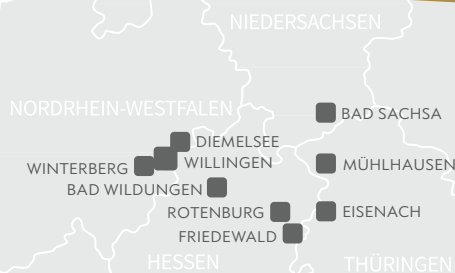 NIEDERSACHSEN
NORDRHEIN-WESTFALEN
BAD SACHSA
DIEMELSEE
WILLINGEN
WINTERBERG
MÜHLHAUSEN
BAD WILDUNGEN
ROTENBURG
EISENACH
FRIEDEWALD
HESSEN
THÜRINGEN